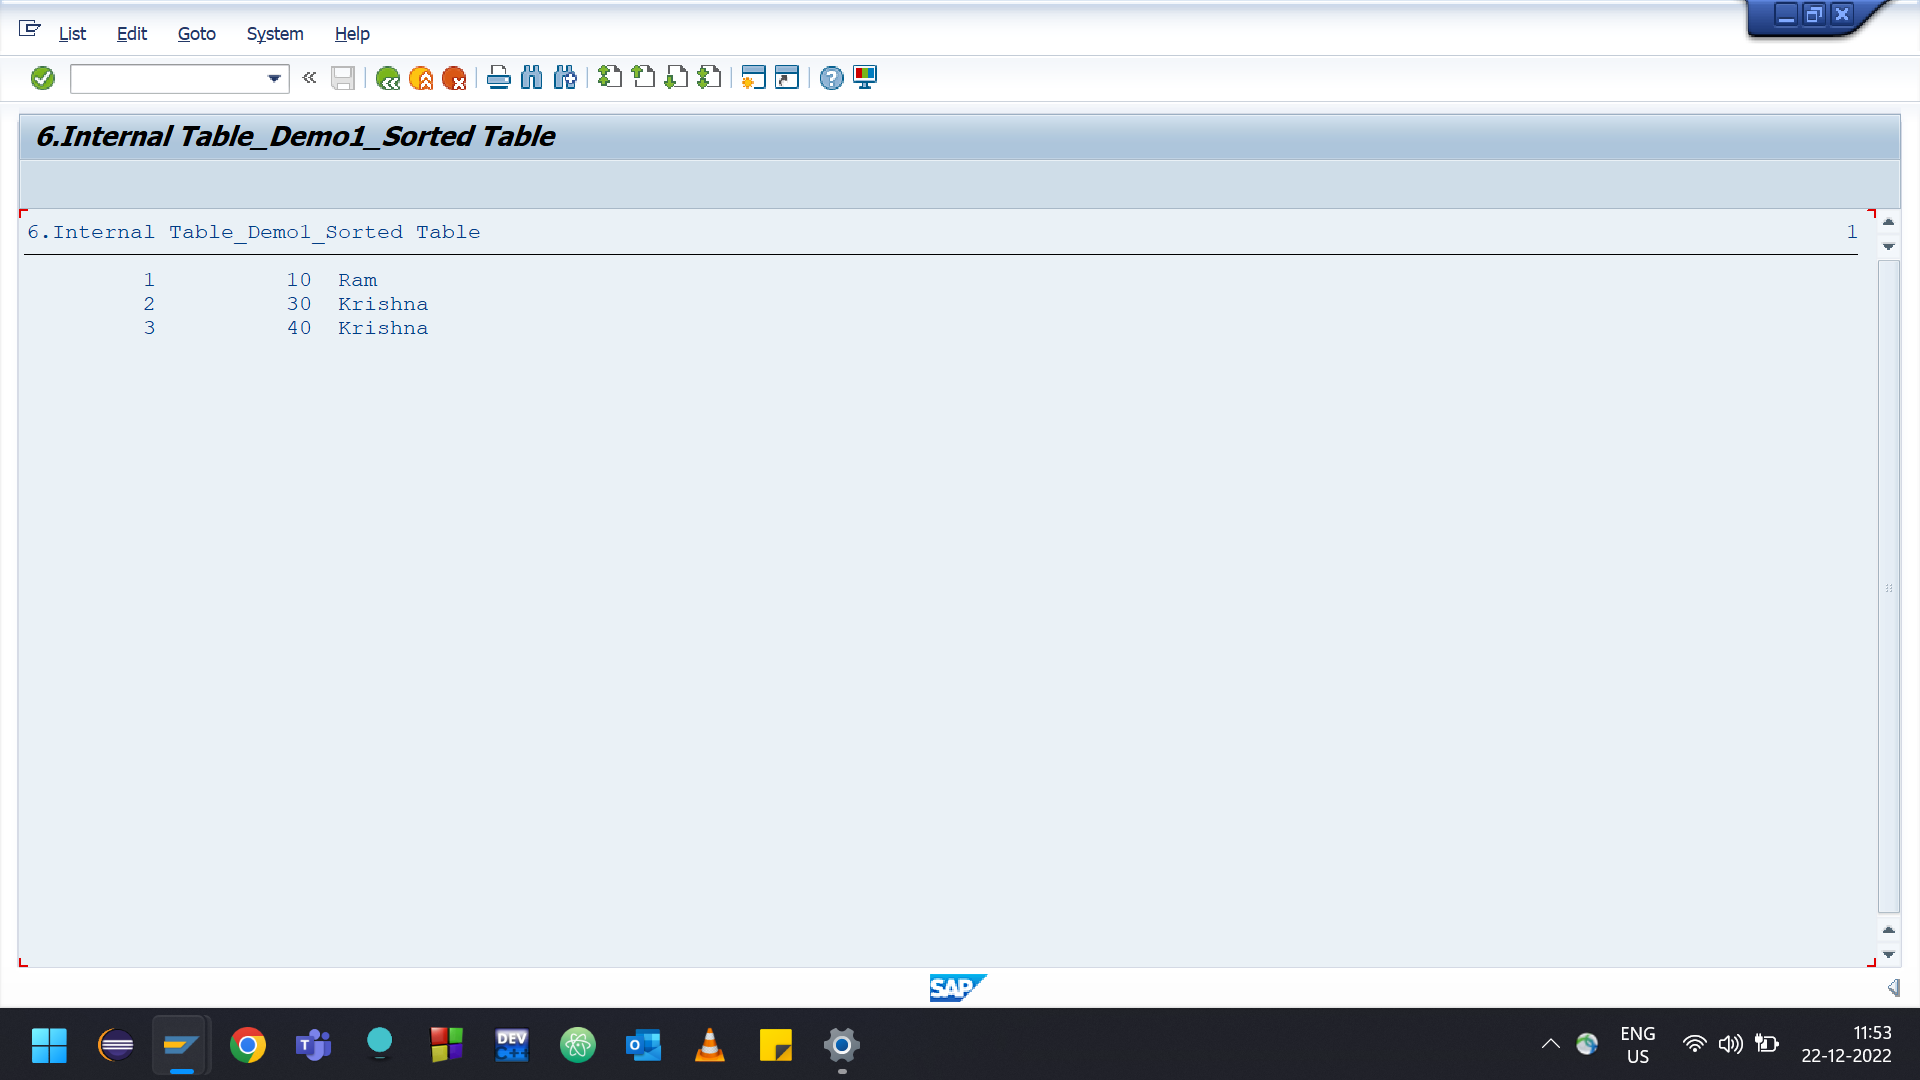 List Edit Goto System Help
6.Internal Table_Demo1_Sorted Table
6.Internal Table_Demo1_Sorted Table 1
1 10 Ram
2 30 Krishna
3 40 Krishna
SAP
T
DEV
C++
O
ENG
US
11:53
22-12-2022